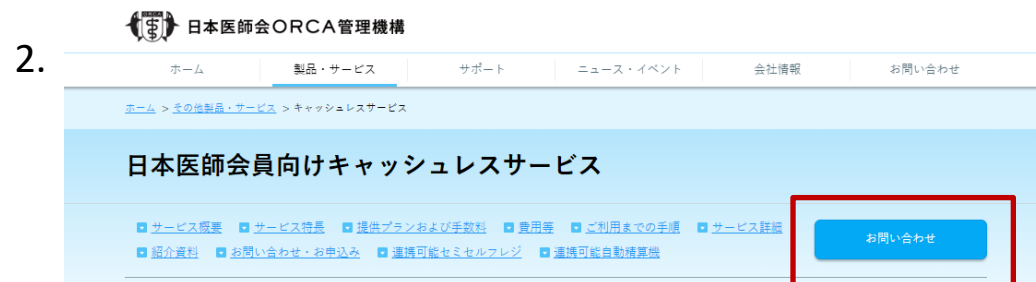 日本医師会ORCA管理機構
2.
ホーム 製品・サービス サポート ニュース・イベント 会社情報 お問い合わせ
ホーム > その他製品・サービス > キャッシュレスサービス
日本医師会員向けキャッシュレスサービス
サービス概要 サービス特長 提供プランおよび手数料 費用等 ご利用までの手順 サービス詳細
お問い合わせ
紹介資料 お問い合わせ・お申込み 連携可能セミセルフレジ 連携可能自動精算機